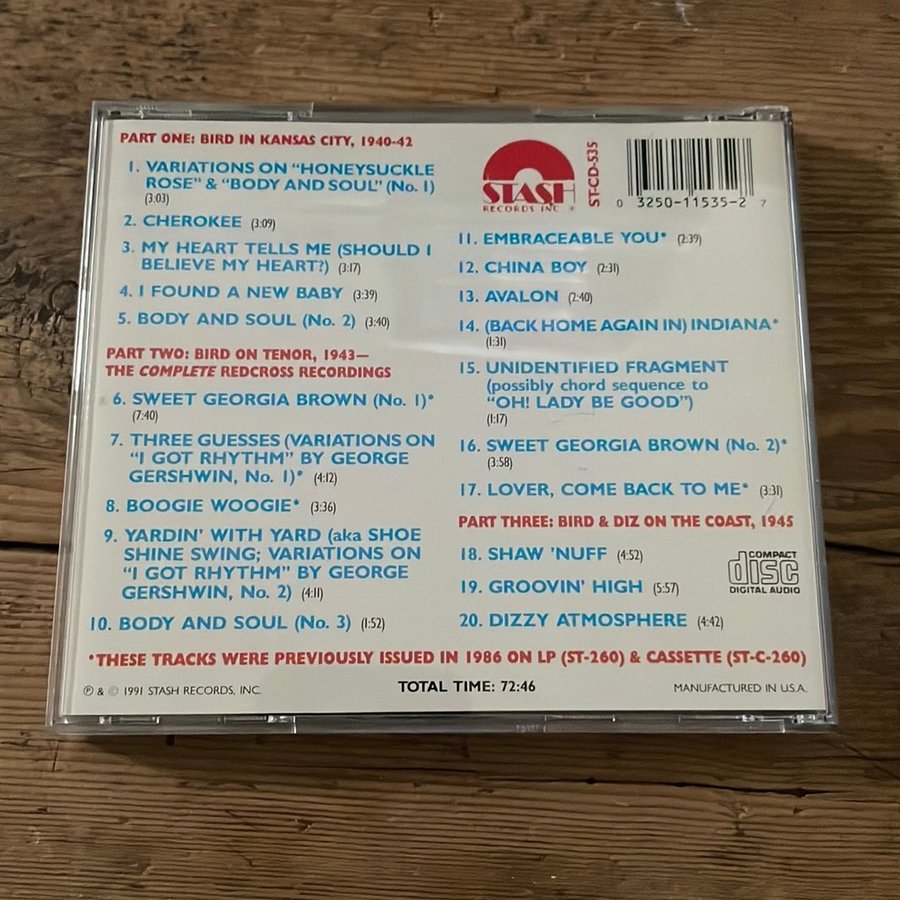 PART ONE: BIRD IN KANSAS CITY, 1940-42
1. VARIATIONS ON "HONEYSUCKLE
ROSE" & "BODY AND SOUL" (No. 1)
(3:03)
2. CHEROKEE (3:09)
3. MY HEART TELLS ME (SHOULD I
BELIEVE MY HEART?) (3:17)
4. I FOUND A NEW BABY (3:39)
5. BODY AND SOUL (No. 2) (3:40)
PART TWO: BIRD ON TENOR, 1943—
THE COMPLETE REDCROSS RECORDINGS
6. SWEET GEORGIA BROWN (No. 1)*
(7:40)
7. THREE GUESSES (VARIATIONS ON
"I GOT RHYTHM" BY GEORGE
GERSHWIN, No. 1)* (4:12)
8. BOOGIE WOOGIE* (3:36)
9. YARDIN' WITH YARD (aka SHOE
SHINE SWING; VARIATIONS ON
"I GOT RHYTHM" BY GEORGE
GERSHWIN, No. 2) (4:11)
10. BODY AND SOUL (No. 3) (1:52)
STASH
RECORDS INC. ®
ST-CD-535
0 3250-11535-2 7
11. EMBRACEABLE YOU* (2:39)
12. CHINA BOY (2:31)
13. AVALON (2:40)
14. (BACK HOME AGAIN IN) INDIANA*
(1:31)
15. UNIDENTIFIED FRAGMENT
(possibly chord sequence to
"OH! LADY BE GOOD")
(1:17)
16. SWEET GEORGIA BROWN (No. 2)*
(3:58)
17. LOVER, COME BACK TO ME* (3:31)
PART THREE: BIRD & DIZ ON THE COAST, 1945
18. SHAW 'NUFF (4:52)
19. GROOVIN' HIGH (5:57)
20. DIZZY ATMOSPHERE (4:42)
COMPACT
disc
DIGITAL AUDIO
*THESE TRACKS WERE PREVIOUSLY ISSUED IN 1986 ON LP (ST-260) & CASSETTE (ST-C-260)
℗ & © 1991 STASH RECORDS, INC.
TOTAL TIME: 72:46
MANUFACTURED IN U.S.A.